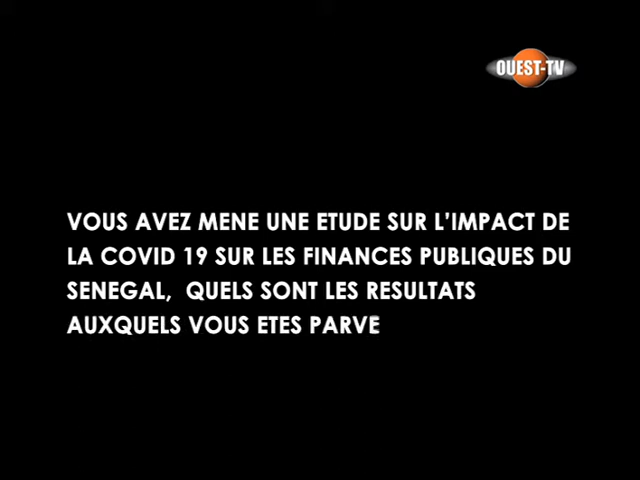 OUEST-TV
VOUS AVEZ MENE UNE ETUDE SUR L'IMPACT DE
LA COVID 19 SUR LES FINANCES PUBLIQUES DU
SENEGAL, QUELS SONT LES RESULTATS
AUXQUELS VOUS ETES PARVE